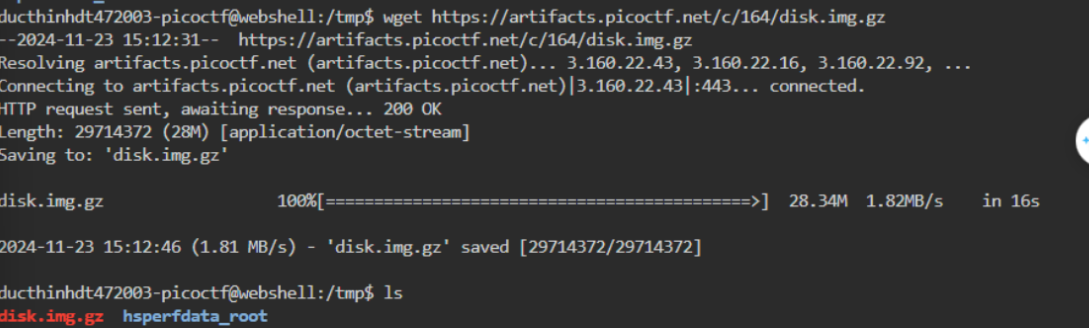 ducthinhdt472003-picoctf@webshell:/tmp$ wget https://artifacts.picoctf.net/c/164/disk.img.gz
--2024-11-23 15:12:31-- https://artifacts.picoctf.net/c/164/disk.img.gz
Resolving artifacts.picoctf.net (artifacts.picoctf.net)... 3.160.22.43, 3.160.22.16, 3.160.22.92, ...
Connecting to artifacts.picoctf.net (artifacts.picoctf.net)|3.160.22.43|:443... connected.
HTTP request sent, awaiting response... 200 OK
Length: 29714372 (28M) [application/octet-stream]
Saving to: 'disk.img.gz'
disk.img.gz 100%[============================================>] 28.34M 1.82MB/s in 16s
2024-11-23 15:12:46 (1.81 MB/s) - 'disk.img.gz' saved [29714372/29714372]
ducthinhdt472003-picoctf@webshell:/tmp$ ls
disk.img.gz hsperfdata_root